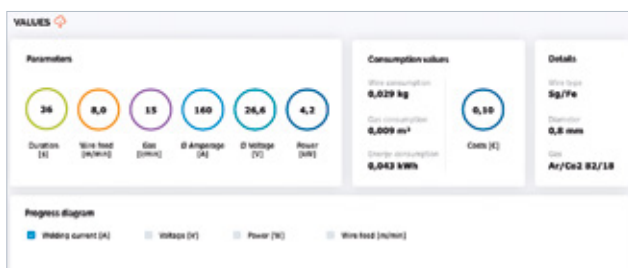 VALUES
Parameters
36 8,0 15 160 26,6 4,2
Duration [s] Wire feed [m/min] Gas [l/min] Ø Amperage [A] Ø Voltage [V] Power [kW]
Consumption values
Wire consumption
0,029 kg
Gas consumption
0,009 m³
Energy consumption
0,043 kWh
0,10
Costs [€]
Details
Wire type
Sg/Fe
Diameter
0,8 mm
Gas
Ar/Co2 82/18
Progress diagram
Welding current [A] Voltage [V] Power [W] Wire feed [m/min]